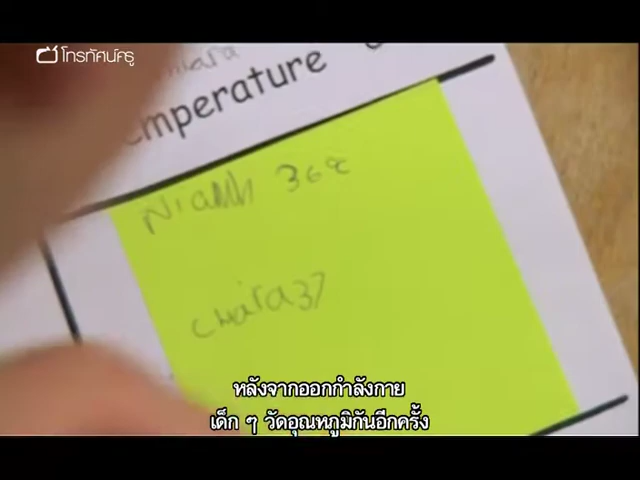 โทรทัศน์ครู
emperature
Niamh 36c
chiara 37
หลังจากออกกำลังกาย
เด็ก ๆ วัดอุณหภูมิกันอีกครั้ง